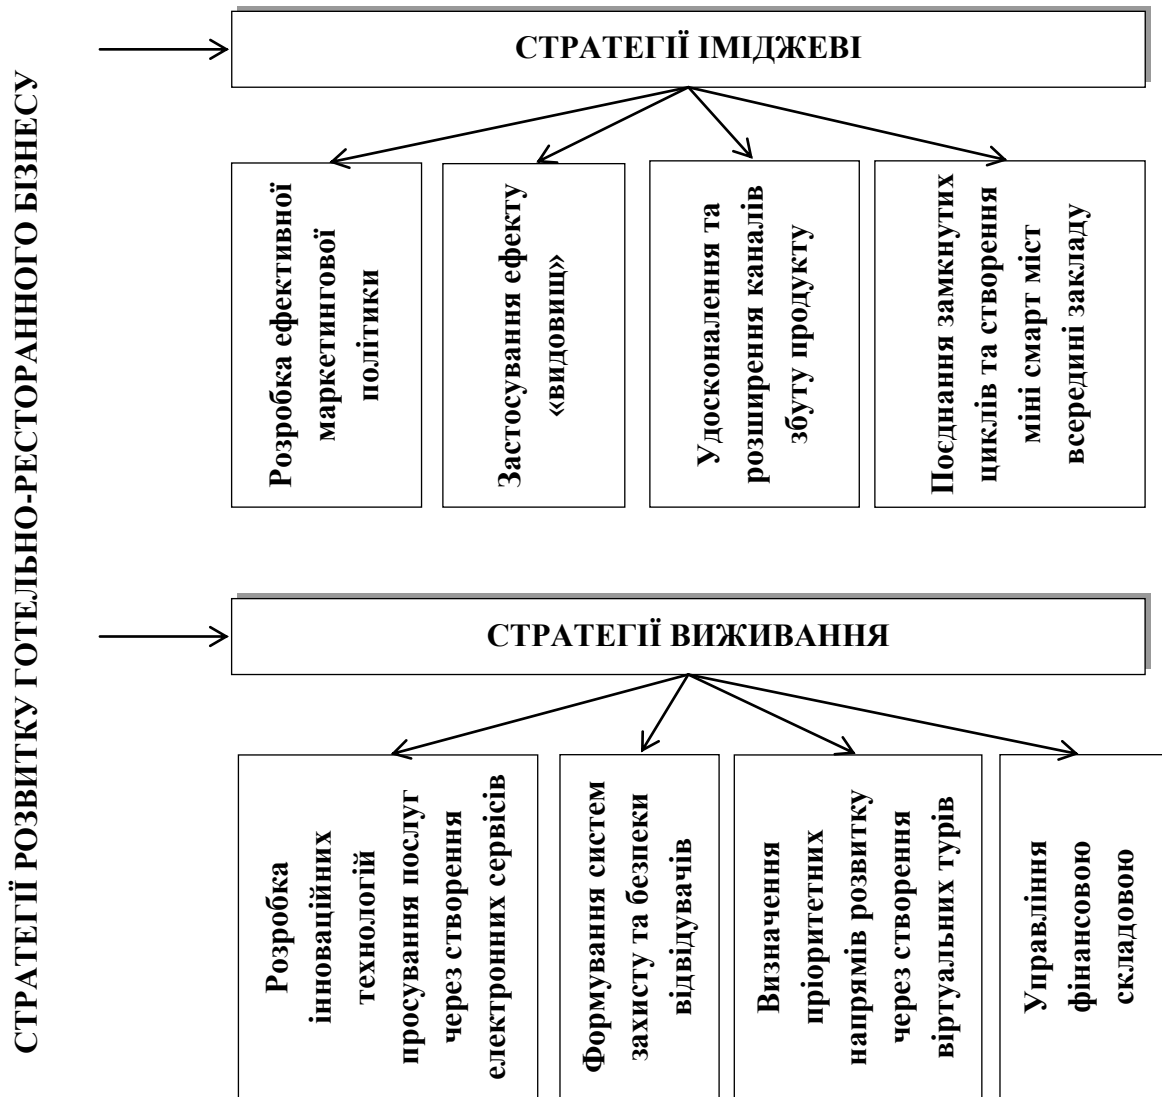 СТРАТЕГІЇ РОЗВИТКУ ГОТЕЛЬНО-РЕСТОРАННОГО БІЗНЕСУ
СТРАТЕГІЇ ІМІДЖЕВІ
Розробка ефективної
маркетингової
політики
Застосування ефекту
«видовищ»
Удосконалення та
розширення каналів
збуту продукту
Поєднання замкнутих
циклів та створення
міні смарт міст
всередині закладу
СТРАТЕГІЇ ВИЖИВАННЯ
Розробка
інноваційних
технологій
просування послуг
через створення
електронних сервісів
Формування систем
захисту та безпеки
відвідувачів
Визначення
пріоритетних
напрямів розвитку
через створення
віртуальних турів
Управління
фінансовою
складовою